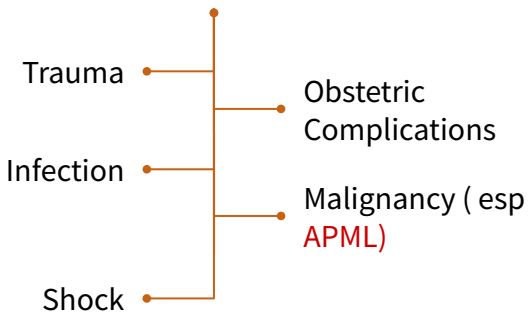 Trauma
Obstetric
Complications
Infection
Malignancy ( esp
APML)
Shock